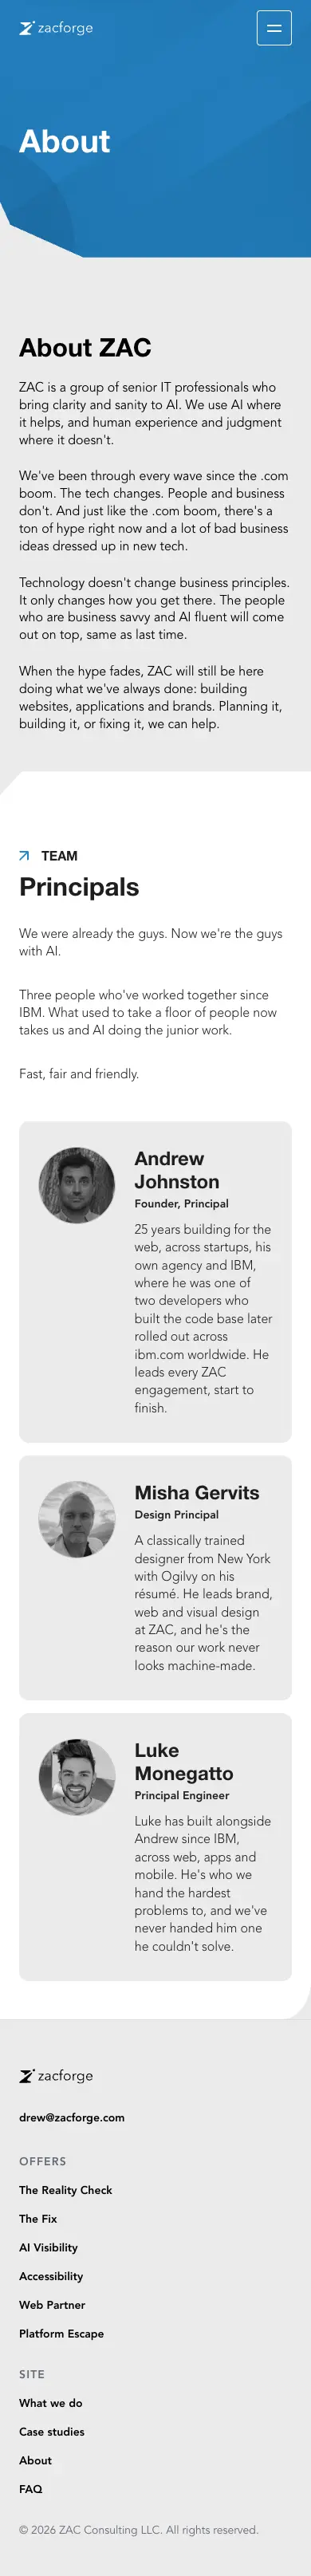 zacforge
About
About ZAC
ZAC is a group of senior IT professionals who
bring clarity and sanity to AI. We use AI where
it helps, and human experience and judgment
where it doesn't.
We've been through every wave since the .com
boom. The tech changes. People and business
don't. And just like the .com boom, there's a
ton of hype right now and a lot of bad business
ideas dressed up in new tech.
Technology doesn't change business principles.
It only changes how you get there. The people
who are business savvy and AI fluent will come
out on top, same as last time.
When the hype fades, ZAC will still be here
doing what we've always done: building
websites, applications and brands. Planning it,
building it, or fixing it, we can help.
TEAM
Principals
We were already the guys. Now we're the guys
with AI.
Three people who've worked together since
IBM. What used to take a floor of people now
takes us and AI doing the junior work.
Fast, fair and friendly.
Andrew
Johnston
Founder, Principal
25 years building for the
web, across startups, his
own agency and IBM,
where he was one of
two developers who
built the code base later
rolled out across
ibm.com worldwide. He
leads every ZAC
engagement, start to
finish.
Misha Gervits
Design Principal
A classically trained
designer from New York
with Ogilvy on his
résumé. He leads brand,
web and visual design
at ZAC, and he's the
reason our work never
looks machine-made.
Luke
Monegatto
Principal Engineer
Luke has built alongside
Andrew since IBM,
across web, apps and
mobile. He's who we
hand the hardest
problems to, and we've
never handed him one
he couldn't solve.
zacforge
drew@zacforge.com
OFFERS
The Reality Check
The Fix
AI Visibility
Accessibility
Web Partner
Platform Escape
SITE
What we do
Case studies
About
FAQ
© 2026 ZAC Consulting LLC. All rights reserved.